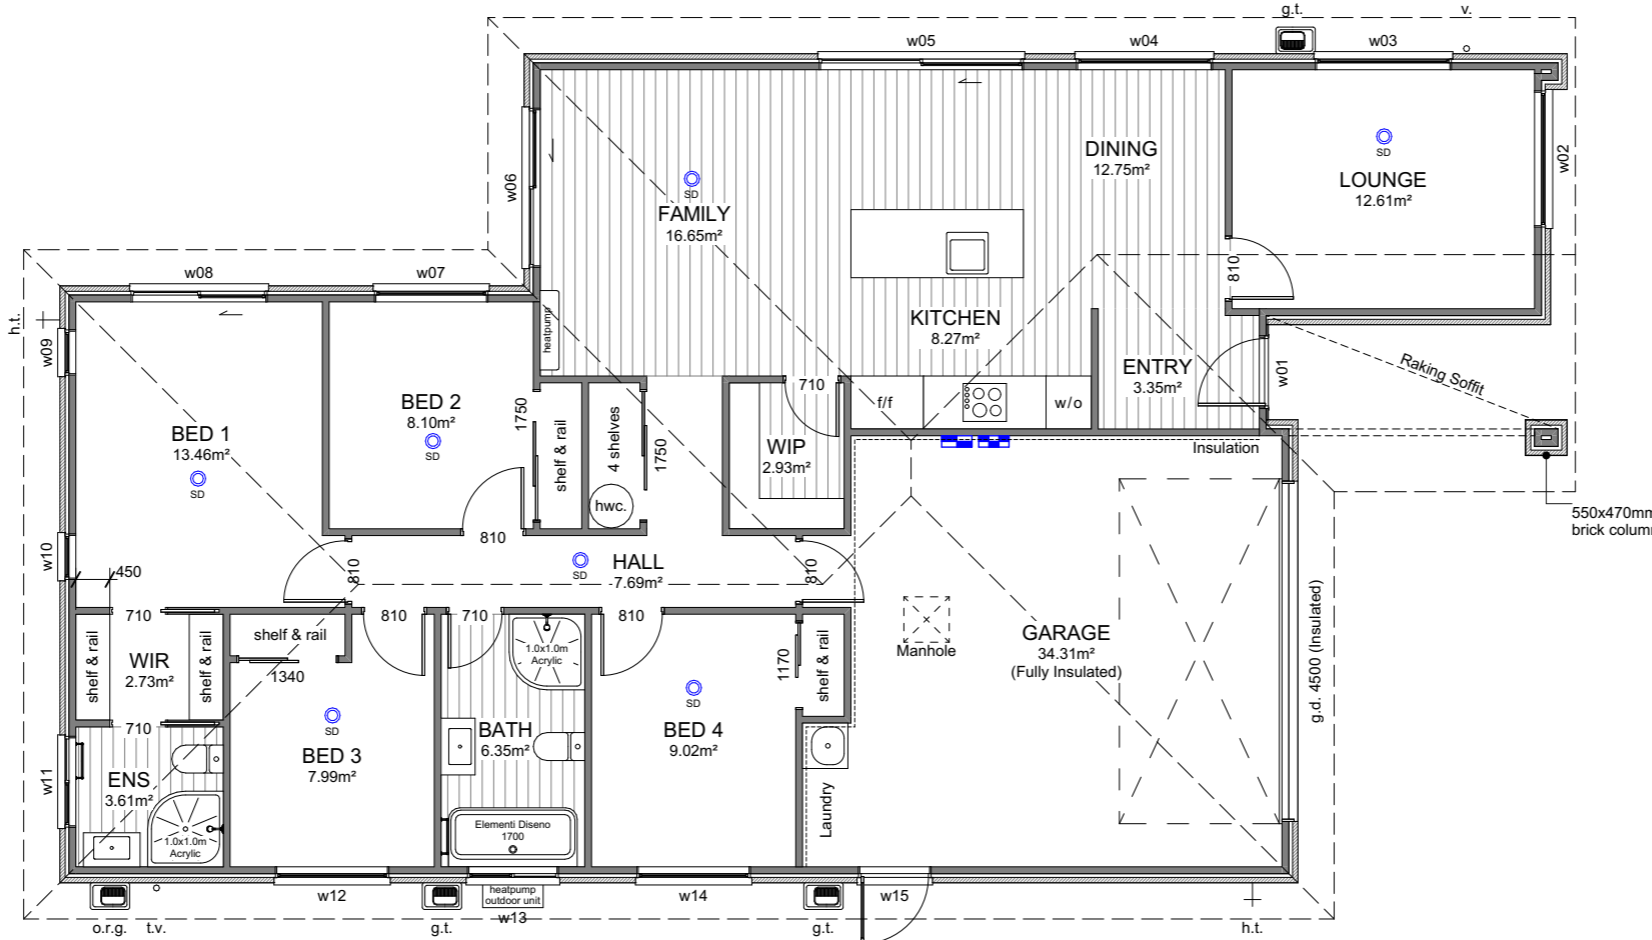 g.t.
v.
w05
w04
w03
w06
SD
FAMILY
16.65m²
DINING
12.75m²
SD
LOUNGE
12.61m²
w02
810
w08
w07
h.t.
w09
heatpump
KITCHEN
8.27m²
ENTRY
3.35m²
w01
Raking Soffit
BED 1
13.46m²
SD
BED 2
8.10m²
SD
1750
shelf & rail
4 shelves
hwc.
1750
710
WIP
2.93m²
f/f
w/o
Insulation
550x470mm
brick colum
w10
450
810
810
SD
HALL
7.69m²
810
710
810
710
810
shelf & rail
WIR
2.73m²
shelf & rail
shelf & rail
1340
1.0x1.0m
Acrylic
1170
shelf & rail
Manhole
GARAGE
34.31m²
(Fully Insulated)
g.d. 4500 (Insulated)
710
w11
ENS
3.61m²
1.0x1.0m
Acrylic
SD
BED 3
7.99m²
BATH
6.35m²
Elementi Diseno
1700
SD
BED 4
9.02m²
Laundry
o.r.g.
t.v.
w12
g.t.
heatpump
outdoor unit
w13
w14
g.t.
w15
h.t.